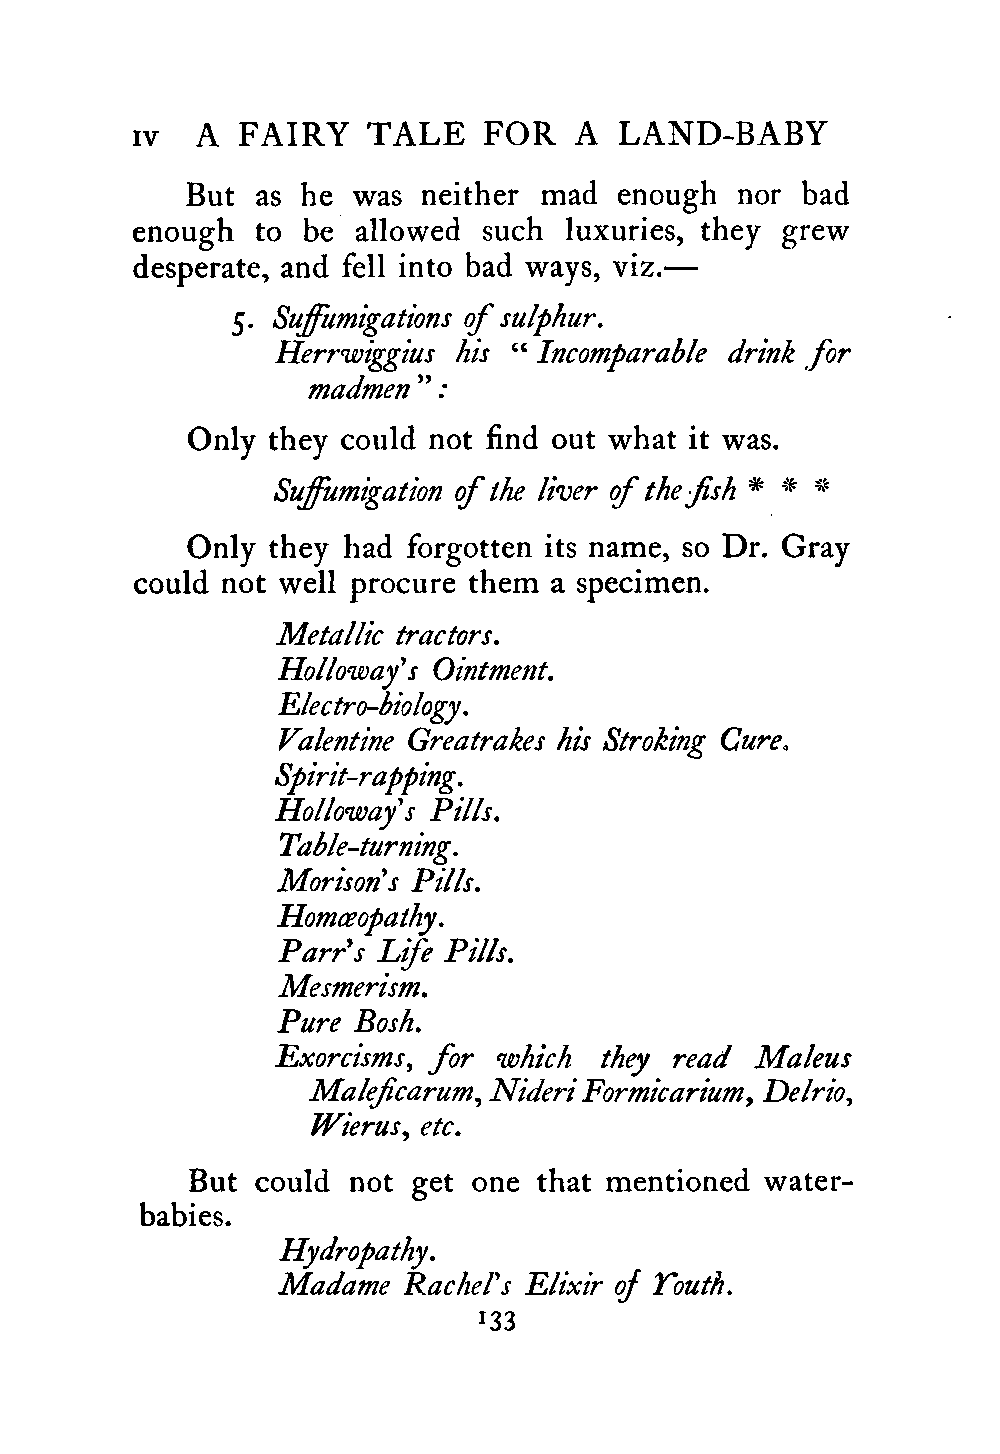 IV A FAIRY TALE FOR A LAND-BABY
But as he was neither mad enough nor bad
enough to be allowed such luxuries, they grew
desperate, and fell into bad ways, viz.—
5. Suffumigations of sulphur.
Herrwiggius his “ Incomparable drink for
madmen ” :
Only they could not find out what it was.
Suffumigation of the liver of the fish * * *
Only they had forgotten its name, so Dr. Gray
could not well procure them a specimen.
Metallic tractors.
Holloway's Ointment.
Electro-biology.
Valentine Greatrakes his Stroking Cure.
Spirit-rapping.
Holloway's Pills.
Table-turning.
Morison's Pills.
Homœopathy.
Parr's Life Pills.
Mesmerism.
Pure Bosh.
Exorcisms, for which they read Maleus
Maleficarum, Nideri Formicarium, Delrio,
Wierus, etc.
But could not get one that mentioned water-
babies.
Hydropathy.
Madame Rachel's Elixir of Youth.
133